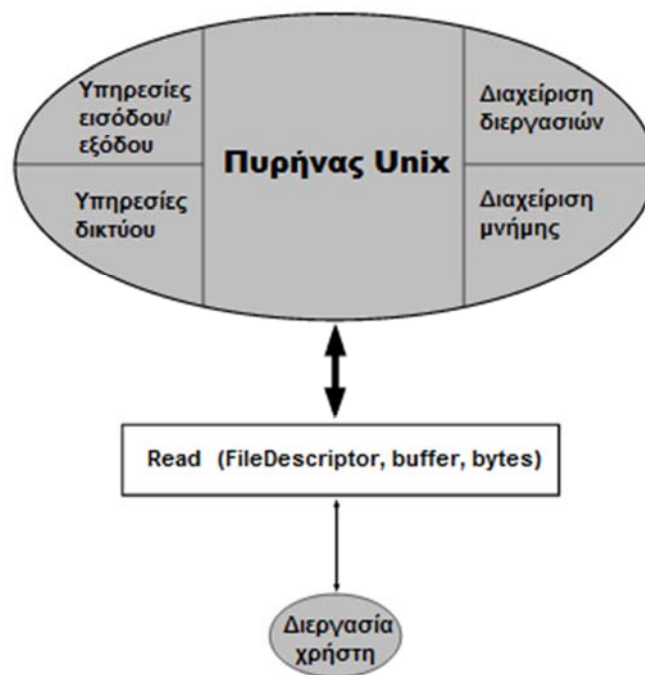 Υπηρεσίες
εισόδου/
εξόδου
Υπηρεσίες
δικτύου
Πυρήνας Unix
Διαχείριση
διεργασιών
Διαχείριση
μνήμης
Read (FileDescriptor, buffer, bytes)
Διεργασία
χρήστη